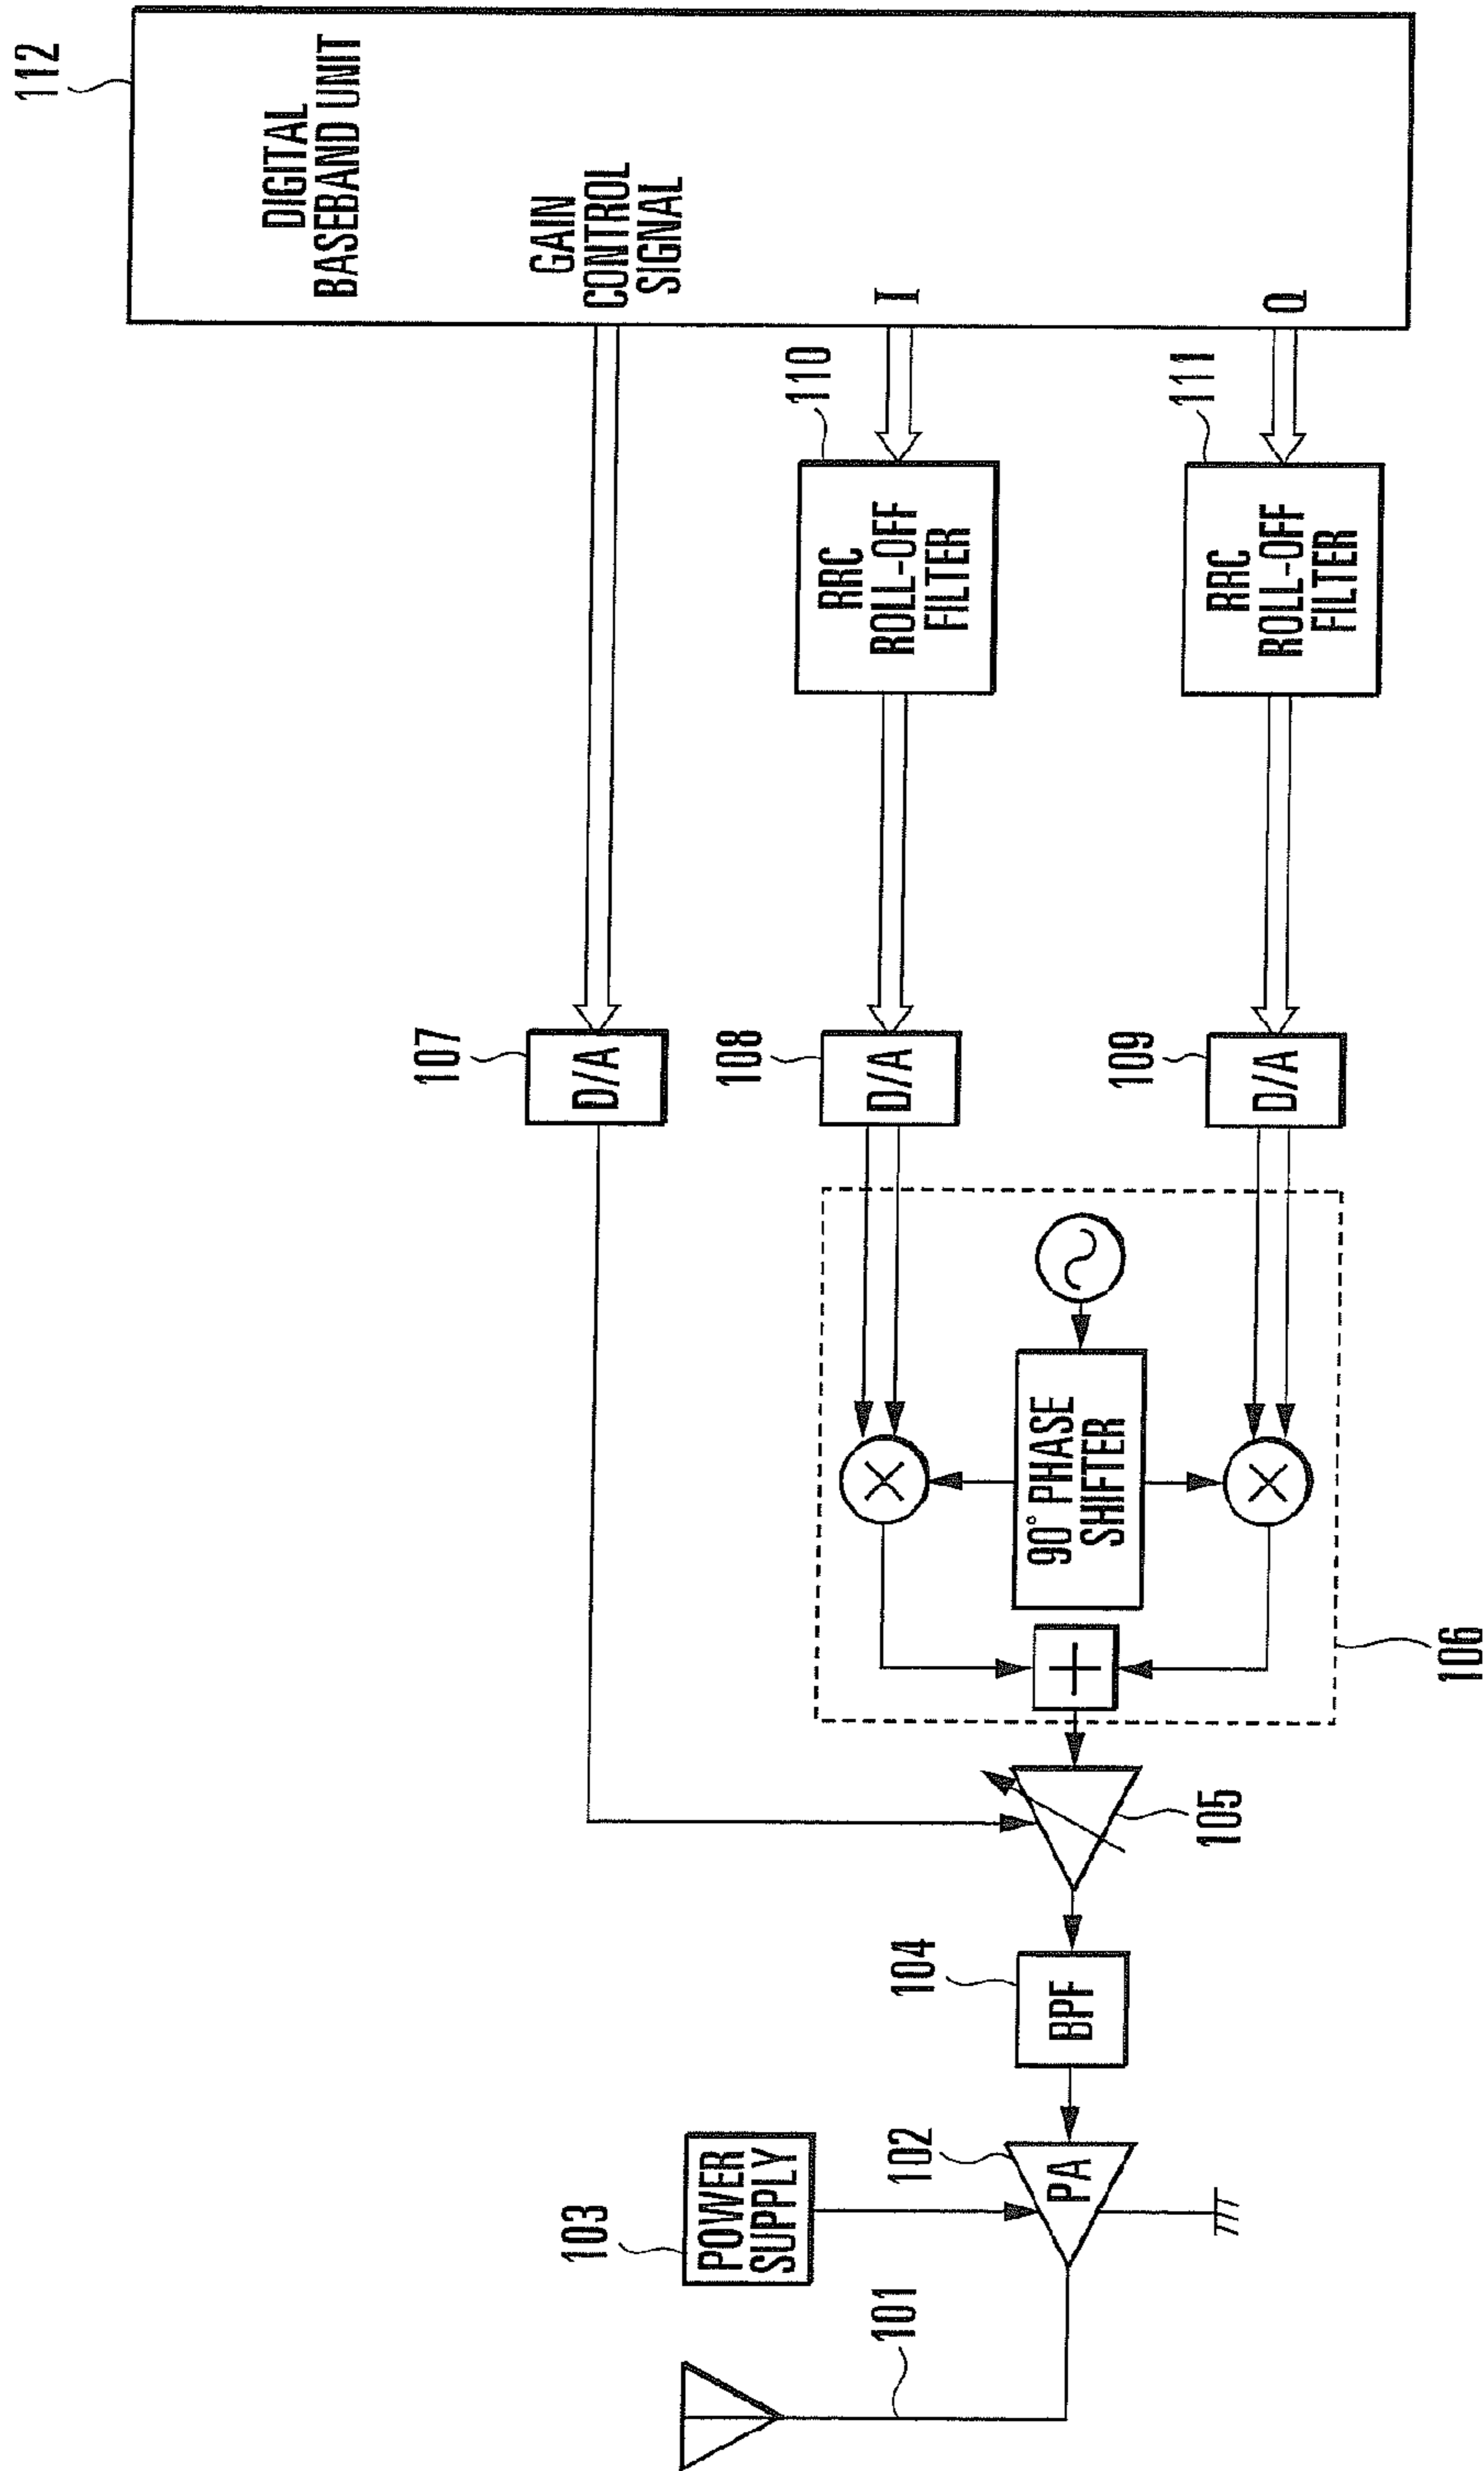 112
DIGITAL
BASEBAND UNIT
GAIN
CONTROL
SIGNAL
I
Q
107
D/A
110
RRC
ROLL-OFF
FILTER
108
D/A
111
RRC
ROLL-OFF
FILTER
109
D/A
90° PHASE
SHIFTER
106
105
104
BPF
103
POWER
SUPPLY
102
PA
101